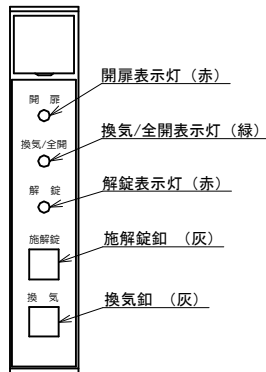 開扉表示灯（赤）
開　扉
換気/全開表示灯（緑）
換気/全開
解錠表示灯（赤）
解　錠
施解錠釦　（灰）
施解錠
換気釦　（灰）
換　気